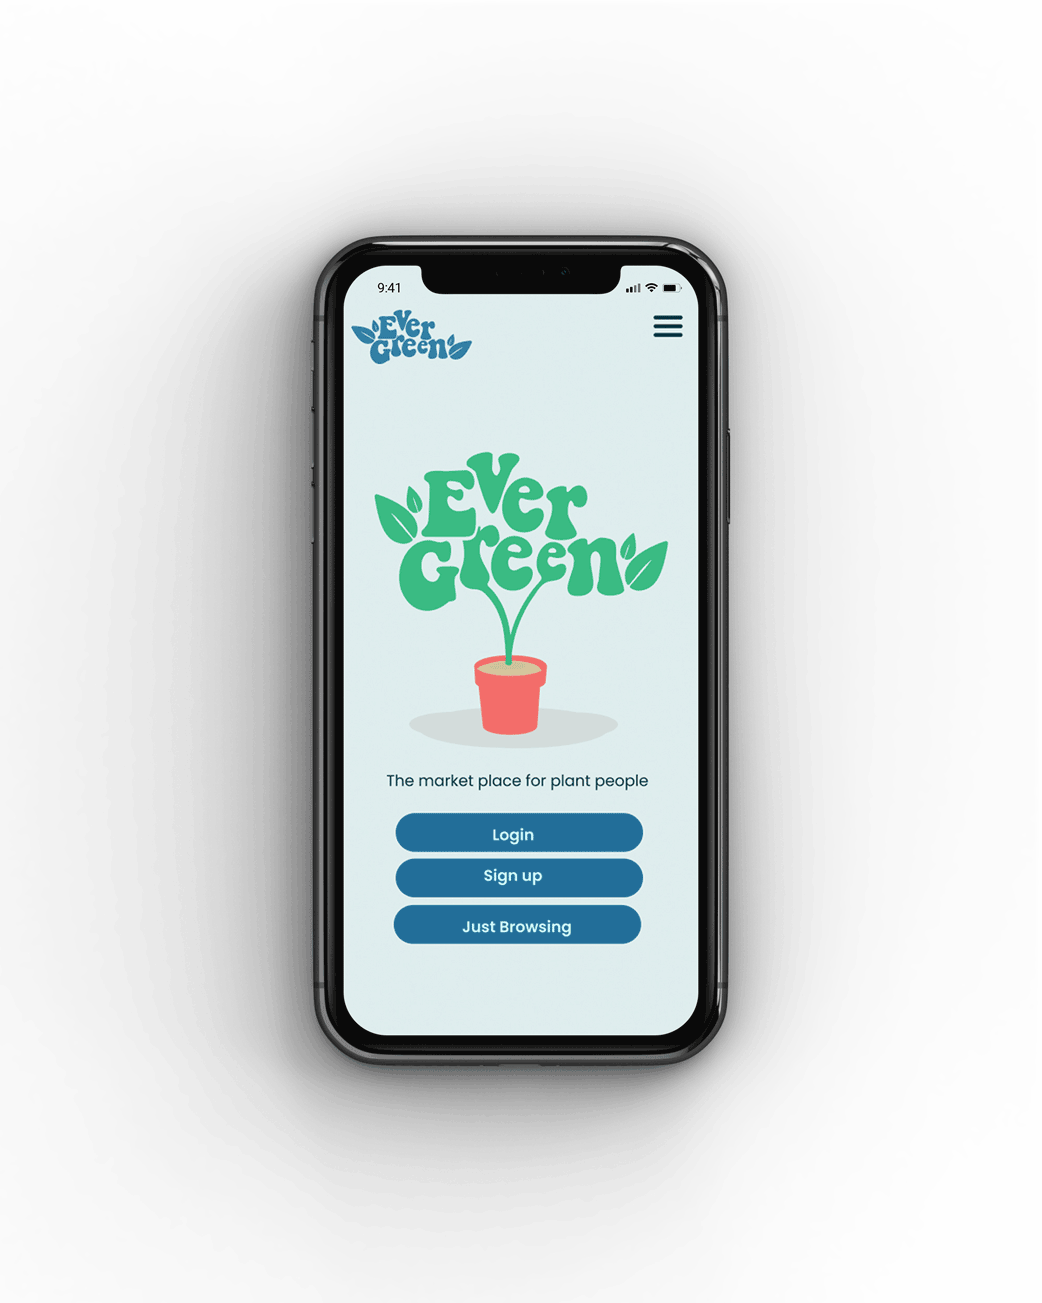 9:41
Ever
Green
Ever
Green
The market place for plant people
Login
Sign up
Just Browsing